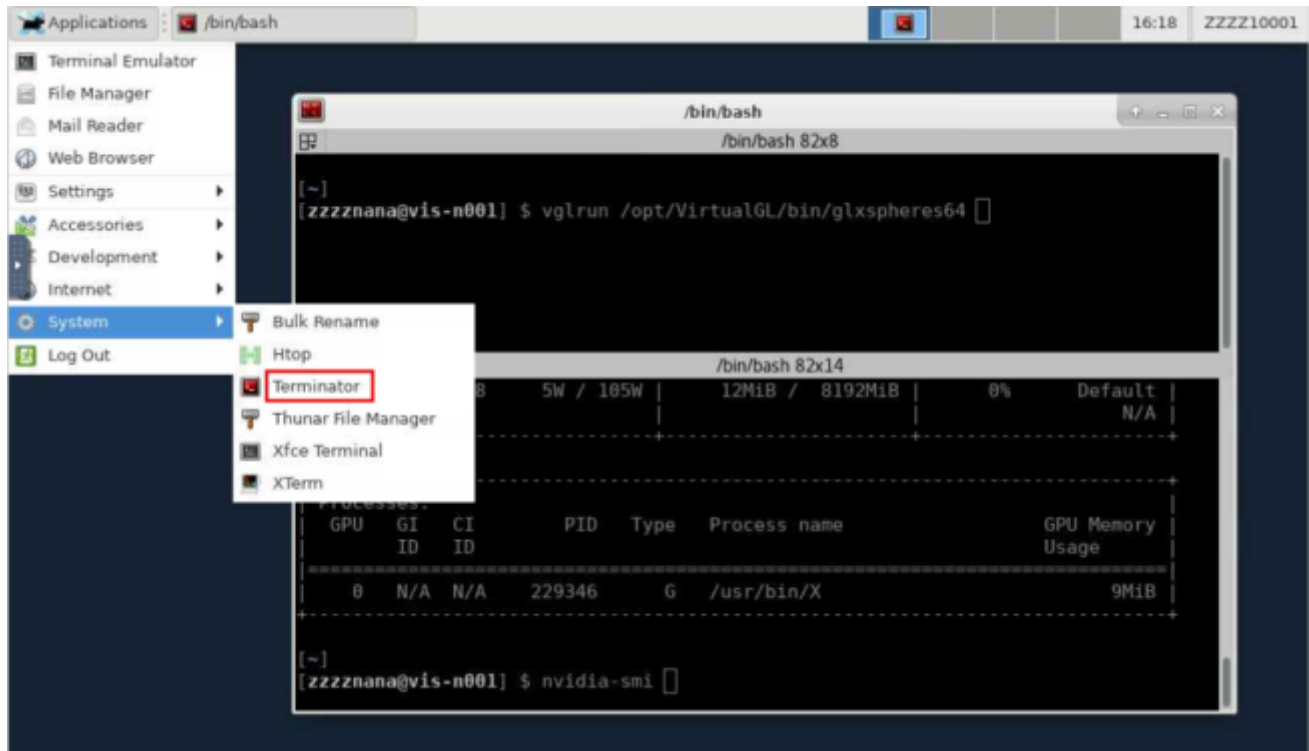 Applications
/bin/bash
16:18
ZZZZ10001
Terminal Emulator
File Manager
Mail Reader
Web Browser
Settings
Accessories
Development
Internet
System
Log Out
Bulk Rename
Htop
Terminator
Thunar File Manager
Xfce Terminal
XTerm
/bin/bash
/bin/bash 82x8
[~]
[zzzznana@vis-n001] $ vglrun /opt/VirtualGL/bin/glxspheres64
/bin/bash 82x14
8 5W / 105W | 12MiB / 8192MiB | 0% Default |
| | N/A |
| Processes: |
| GPU GI CI PID Type Process name GPU Memory |
| ID ID Usage |
| 0 N/A N/A 229346 G /usr/bin/X 9MiB |
[~]
[zzzznana@vis-n001] $ nvidia-smi